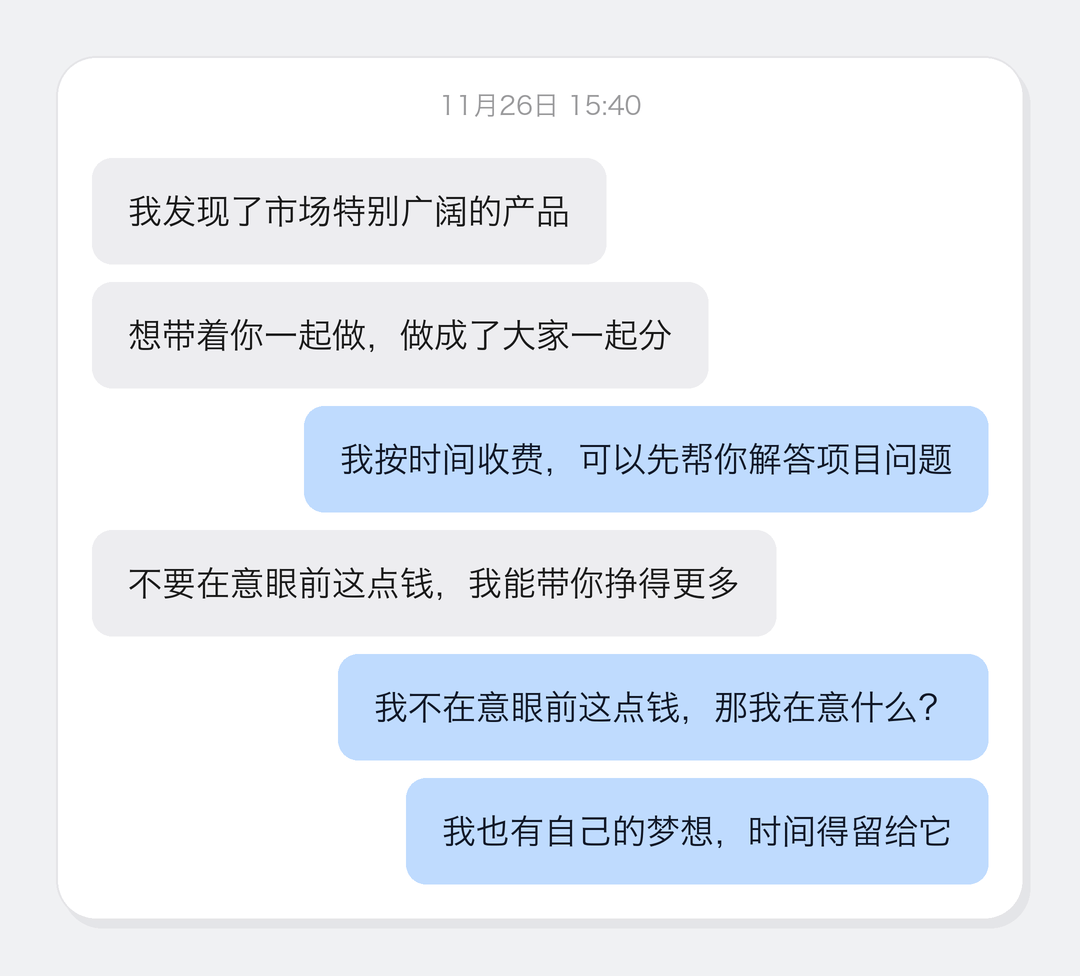 11月26日 15:40
我发现了市场特别广阔的产品
想带着你一起做，做成了大家一起分
我按时间收费，可以先帮你解答项目问题
不要在意眼前这点钱，我能带你挣得更多
我不在意眼前这点钱，那我在意什么？
我也有自己的梦想，时间得留给它